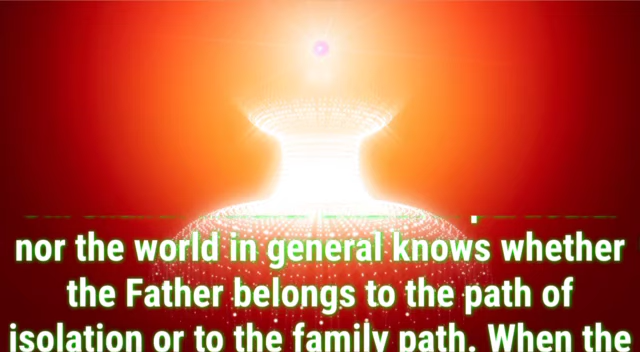 nor the world in general knows whether
the Father belongs to the path of
isolation or to the family path. When the